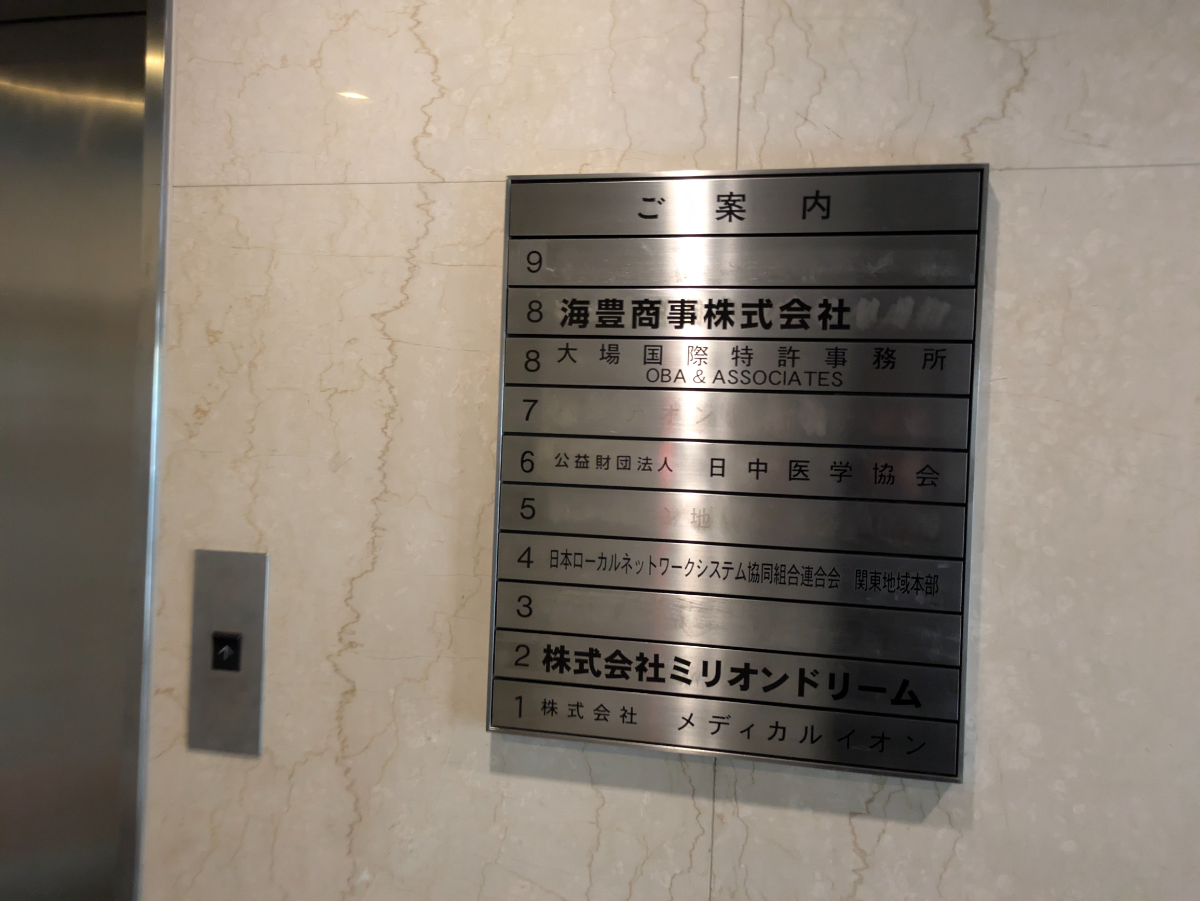 ご案内
9
8 海豊商事株式会社
8 大場国際特許事務所
OBA & ASSOCIATES
7
6 公益財団法人 日中医学協会
5
4 日本ローカルネットワークシステム協同組合連合会 関東地域本部
3
2 株式会社ミリオンドリーム
1 株式会社 メディカルイオン